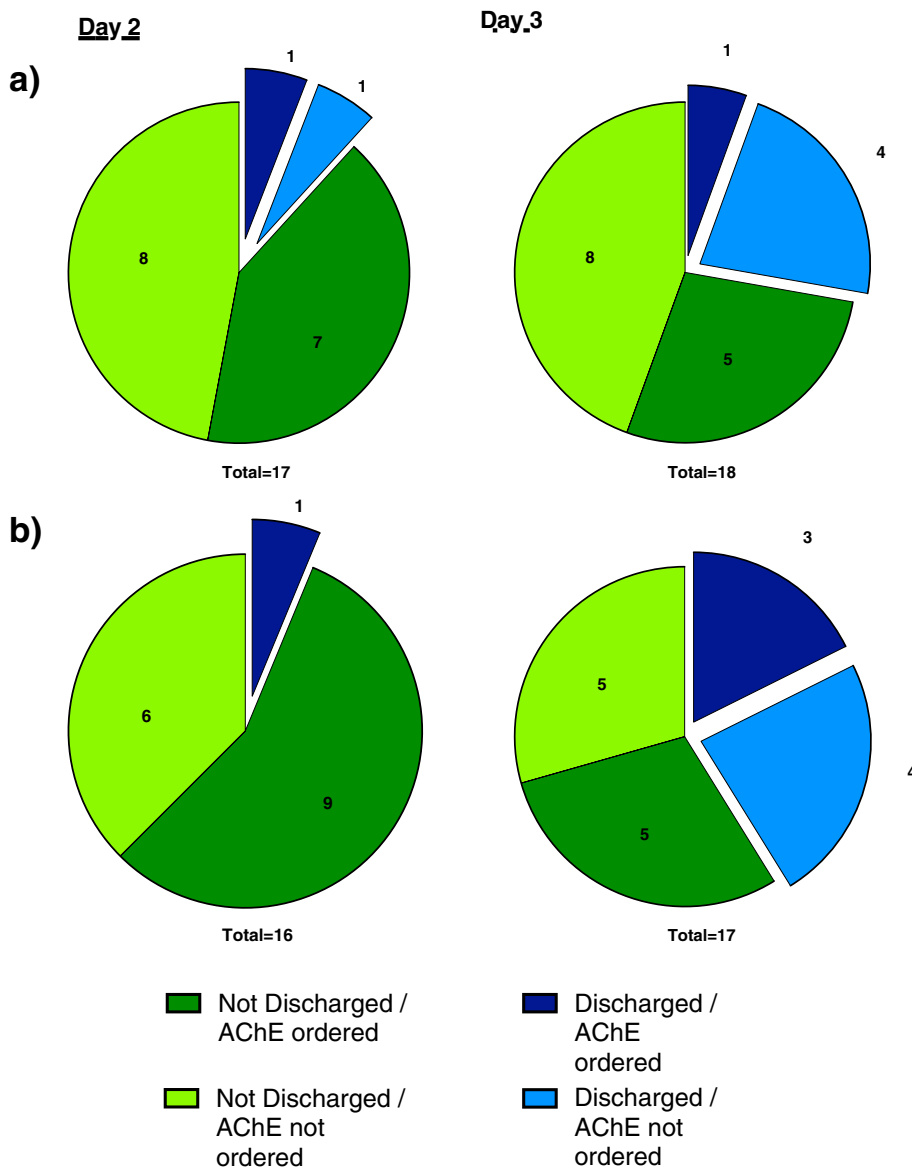 Day 2
Day 3
a)
1
1
8
7
Total=17
1
4
8
5
Total=18
b)
1
6
9
Total=16
3
4
5
5
Total=17
Not Discharged /
AChE ordered
Discharged /
AChE
ordered
Not Discharged /
AChE not
ordered
Discharged /
AChE not
ordered